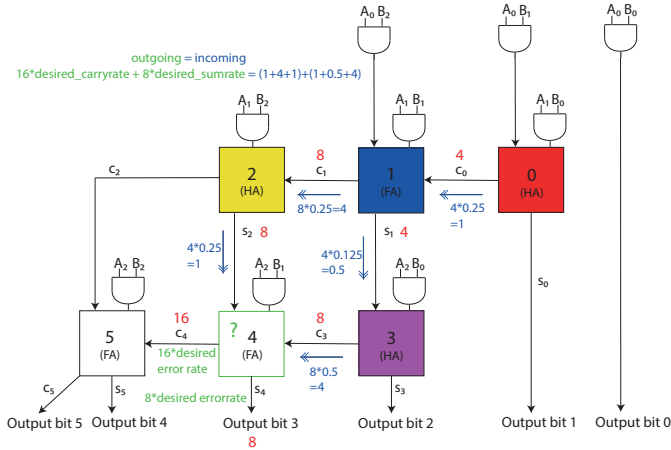 A₀ B₂
A₀ B₁
A₀ B₀
outgoing = incoming
16*desired_carryrate + 8*desired_sumrate = (1+4+1)+(1+0.5+4)
A₁ B₂
A₁ B₁
A₁ B₀
2
(HA)
8
c₁
8*0.25=4
1
(FA)
4
c₀
4*0.25
=1
0
(HA)
c₂
4*0.25
=1
s₂ 8
s₁ 4
4*0.125
=0.5
s₀
A₂ B₂
A₂ B₁
A₂ B₀
5
(FA)
16
c₄
16*desired
error rate
?
4
(FA)
8
c₃
8*0.5
=4
3
(HA)
c₅
s₅
8*desired errorrate
s₄
s₃
Output bit 5
Output bit 4
Output bit 3
Output bit 2
Output bit 1
Output bit 0
8